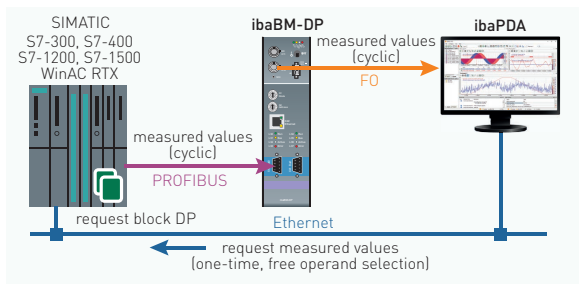 SIMATIC
S7-300, S7-400
S7-1200, S7-1500
WinAC RTX
ibaBM-DP
ibaPDA
measured values
(cyclic)
FO
measured values
(cyclic)
PROFIBUS
request block DP
Ethernet
request measured values
(one-time, free operand selection)